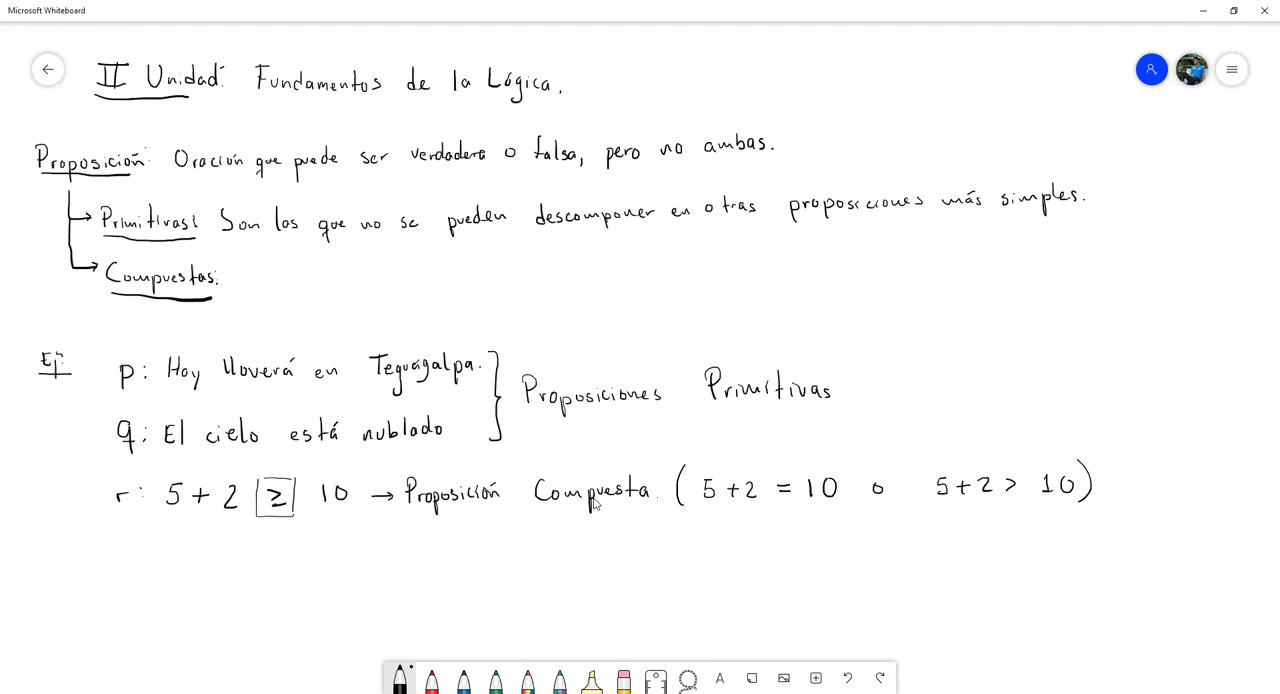 Microsoft Whiteboard
II Unidad: Fundamentos de la Lógica.
Proposición: Oración que puede ser verdadera o falsa, pero no ambas.
Primitivas: Son los que no se pueden descomponer en otras proposiciones más simples.
Compuestas:
Ej:
p: Hoy lloverá en Tegucigalpa.
q: El cielo está nublado
Proposiciones Primitivas
r: 5 + 2 ≥ 10 → Proposición Compuesta. (5 + 2 = 10 o 5 + 2 > 10)